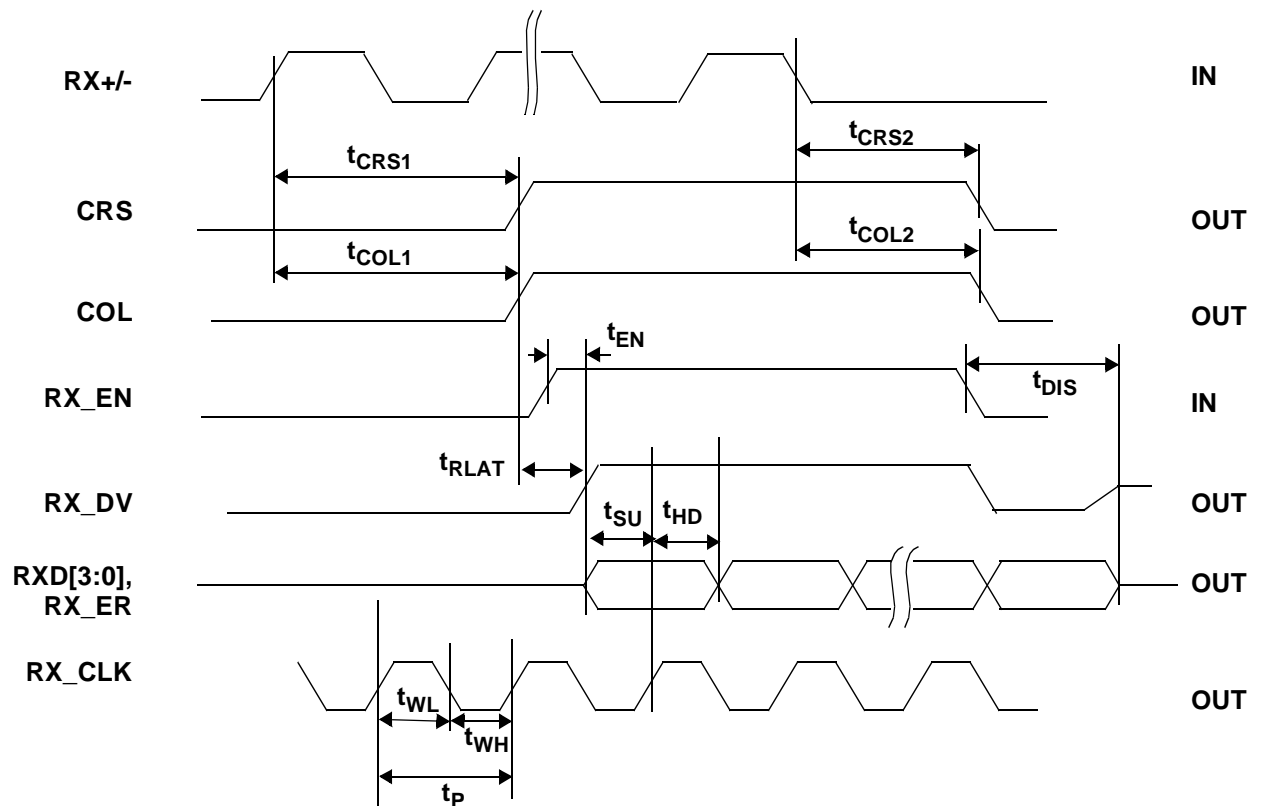 RX+/-
IN
tCRS1
tCRS2
CRS
OUT
tCOL1
tCOL2
COL
OUT
tEN
RX_EN
tDIS
IN
tRLAT
RX_DV
OUT
tSU
tHD
RXD[3:0],
RX_ER
OUT
RX_CLK
OUT
tWL
tWH
tP